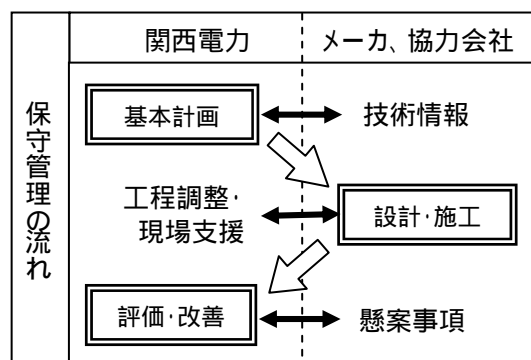 関西電力
メーカ、協力会社
保守管理の流れ
基本計画
技術情報
工程調整・
現場支援
設計・施工
評価・改善
懸案事項